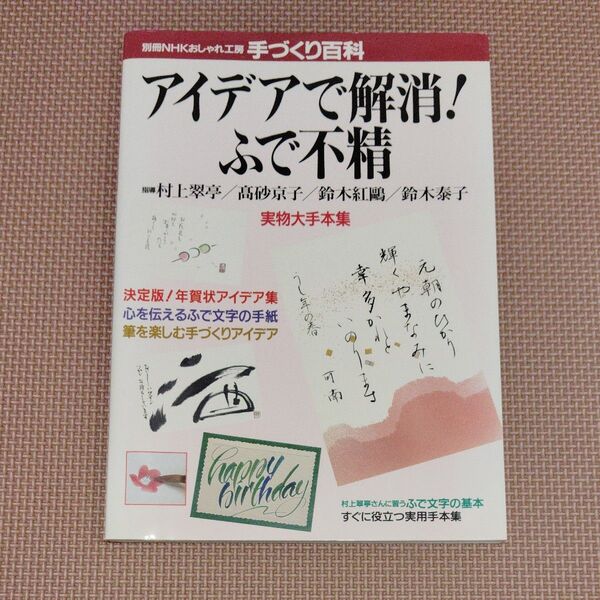 別冊NHKおしゃれ工房 手づくり百科
アイデアで解消!
ふで不精
指導 村上翠亭/高砂京子/鈴木紅鷗/鈴木泰子
実物大手本集
元朝のひかり
輝くやまなみに
幸多かれと
いのります
うし年の春
可南
決定版!年賀状アイデア集
心を伝えるふで文字の手紙
筆を楽しむ手づくりアイデア
酒
happy
birthday
村上翠亭さんに習うふで文字の基本
すぐに役立つ実用手本集